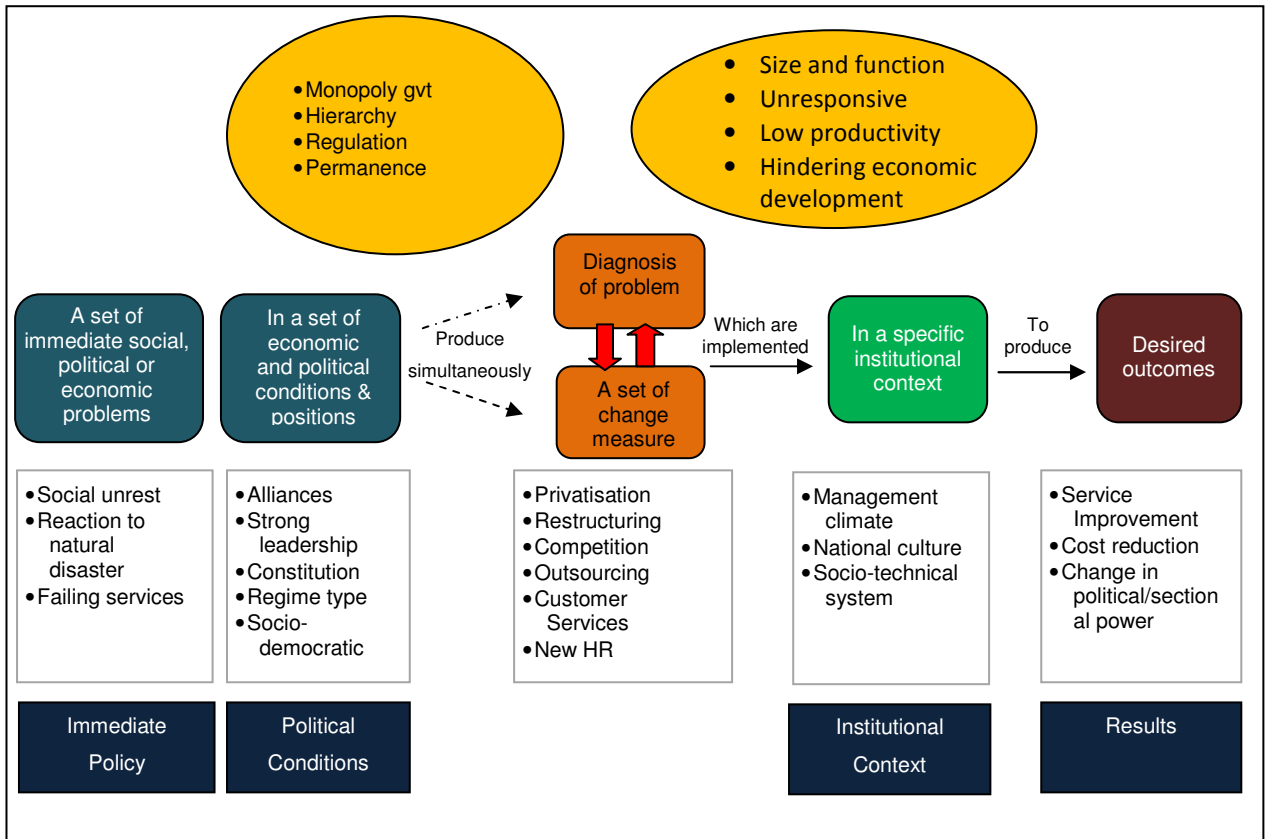 •Monopoly gvt
•Hierarchy
•Regulation
•Permanence
• Size and function
• Unresponsive
• Low productivity
• Hindering economic
development
A set of
immediate social,
political or
economic
problems
In a set of
economic
and political
conditions &
positions
Produce
simultaneously
Diagnosis
of problem
A set of
change
measure
Which are
implemented
In a specific
institutional
context
To
produce
Desired
outcomes
•Social unrest
•Reaction to
natural
disaster
•Failing services
•Alliances
•Strong
leadership
•Constitution
•Regime type
•Socio-
democratic
•Privatisation
•Restructuring
•Competition
•Outsourcing
•Customer
Services
•New HR
•Management
climate
•National culture
•Socio-technical
system
•Service
Improvement
•Cost reduction
•Change in
political/section
al power
Immediate
Policy
Political
Conditions
Institutional
Context
Results